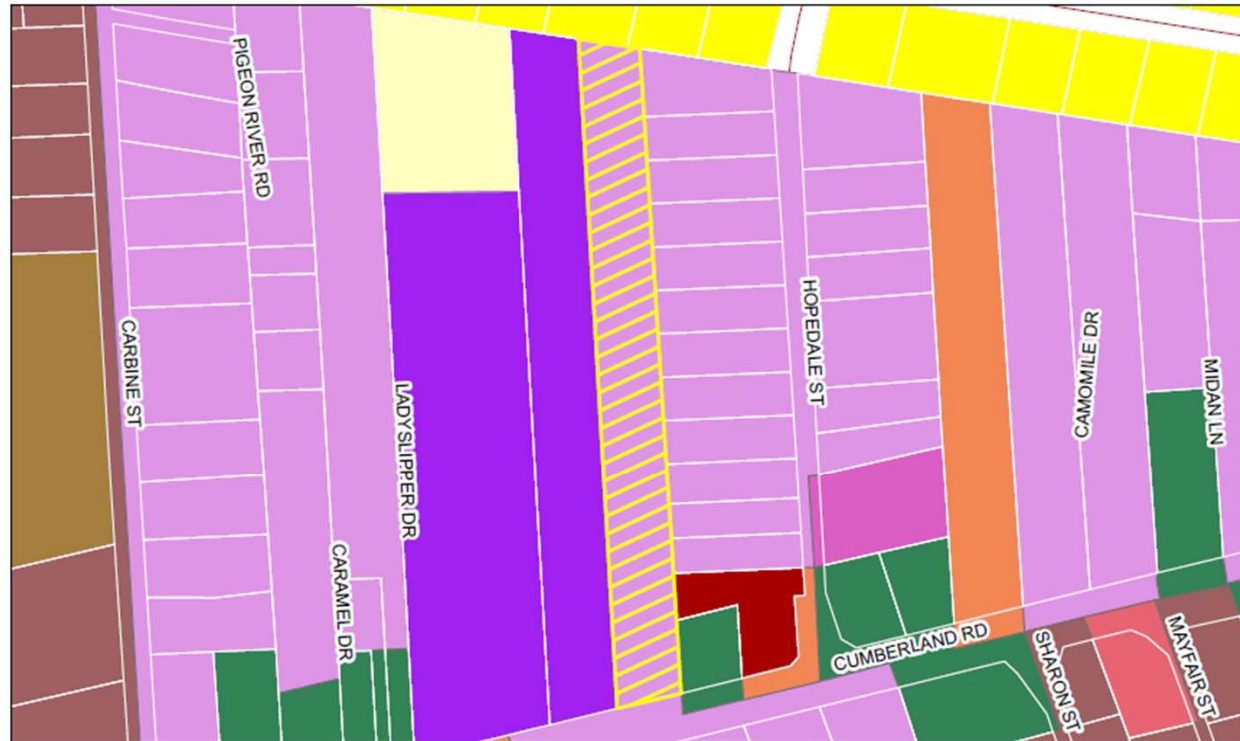 PIGEON RIVER RD
CARBINE ST
LADYSLIPPER DR
CARAMEL DR
HOPEDALE ST
CAMOMILE DR
MIDAN LN
CUMBERLAND RD
SHARON ST
MAYFAIR ST